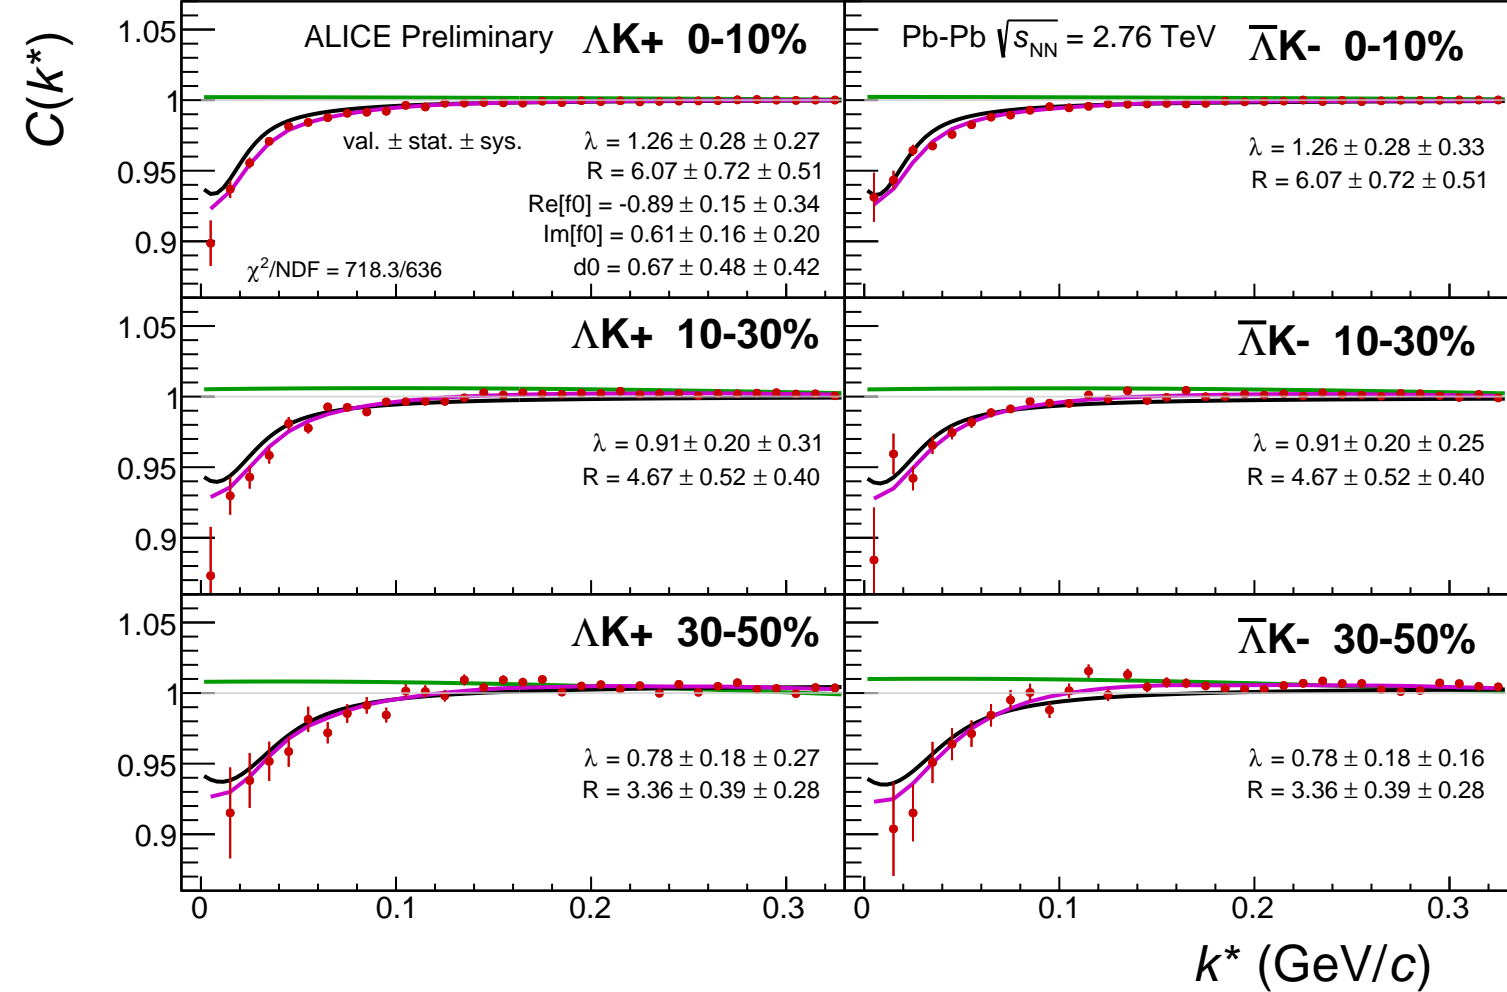 C(k*)
ALICE Preliminary ΛK+ 0-10%
1.05
1
0.95
0.9
val. ± stat. ± sys.
λ = 1.26 ± 0.28 ± 0.27
R = 6.07 ± 0.72 ± 0.51
Re[f0] = -0.89 ± 0.15 ± 0.34
Im[f0] = 0.61 ± 0.16 ± 0.20
d0 = 0.67 ± 0.48 ± 0.42
χ²/NDF = 718.3/636
Pb-Pb √sNN = 2.76 TeV Λ̅K- 0-10%
λ = 1.26 ± 0.28 ± 0.33
R = 6.07 ± 0.72 ± 0.51
ΛK+ 10-30%
1.05
1
0.95
0.9
λ = 0.91 ± 0.20 ± 0.31
R = 4.67 ± 0.52 ± 0.40
Λ̅K- 10-30%
λ = 0.91 ± 0.20 ± 0.25
R = 4.67 ± 0.52 ± 0.40
ΛK+ 30-50%
1.05
1
0.95
0.9
λ = 0.78 ± 0.18 ± 0.27
R = 3.36 ± 0.39 ± 0.28
Λ̅K- 30-50%
λ = 0.78 ± 0.18 ± 0.16
R = 3.36 ± 0.39 ± 0.28
0 0.1 0.2 0.3
0 0.1 0.2 0.3
k* (GeV/c)